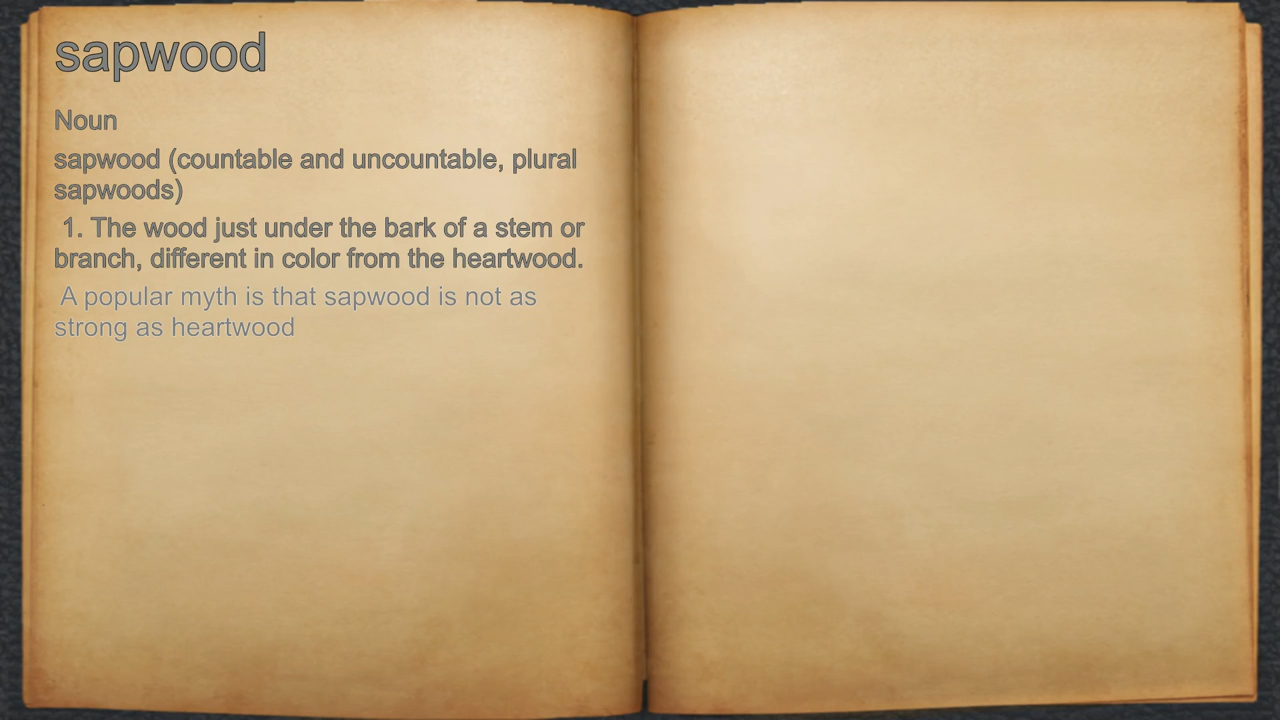 sapwood
Noun
sapwood (countable and uncountable, plural
sapwoods)
1. The wood just under the bark of a stem or
branch, different in color from the heartwood.
A popular myth is that sapwood is not as
strong as heartwood